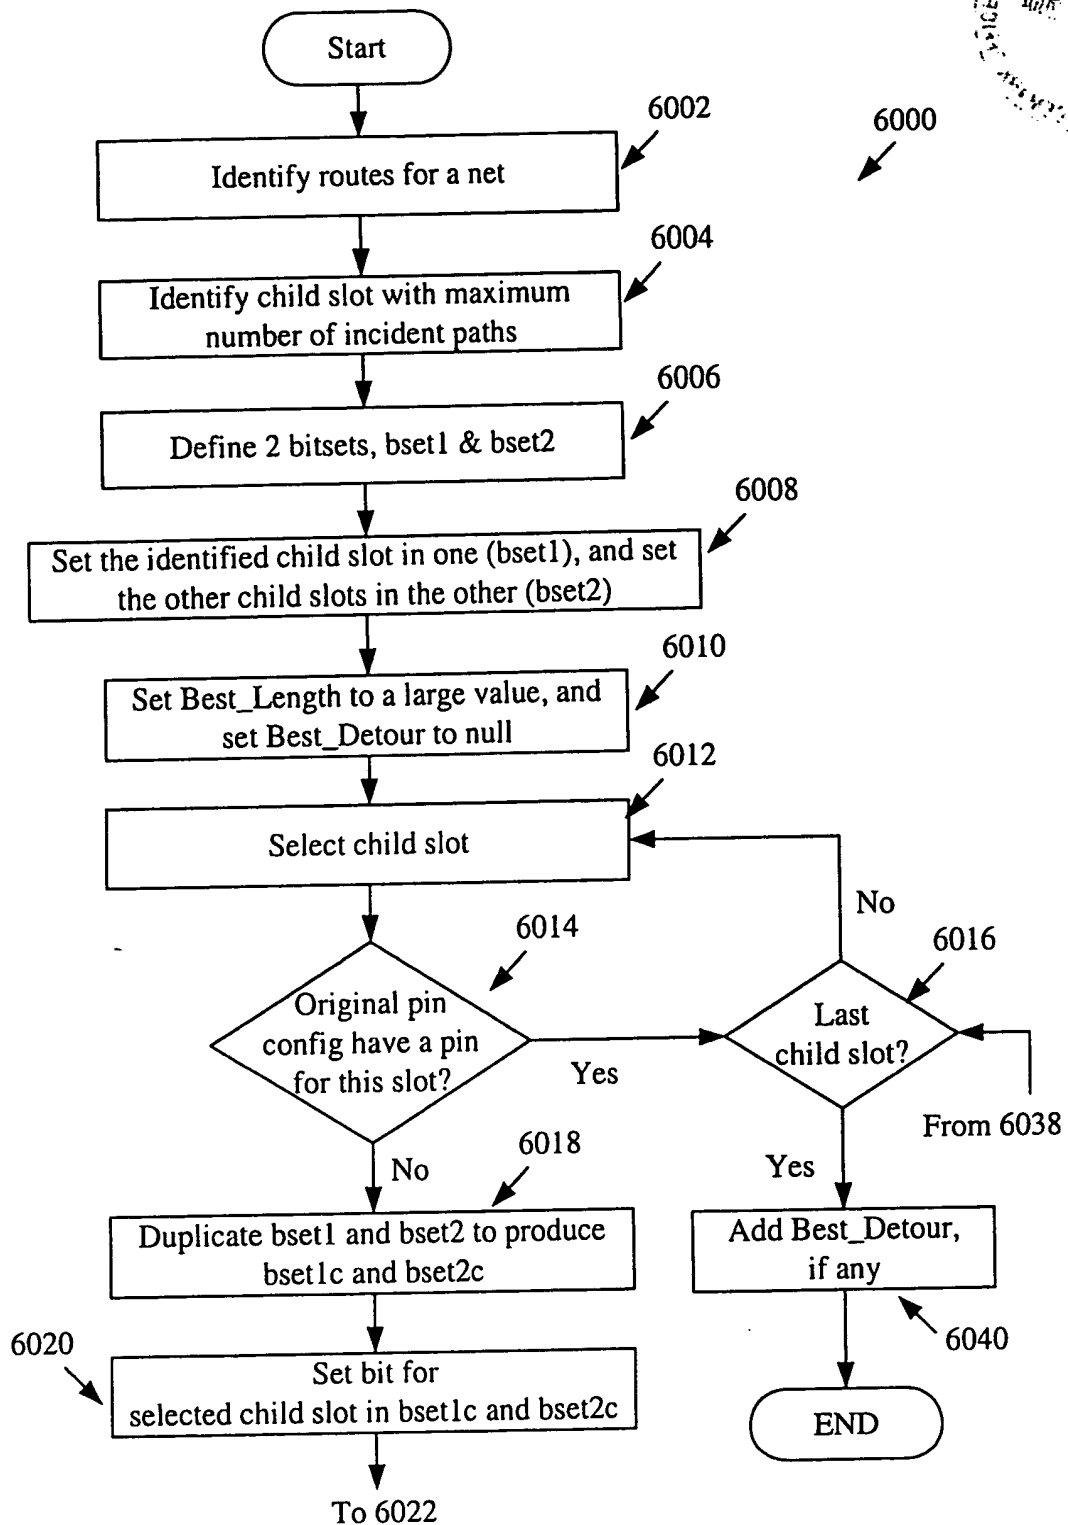 Start
6002
6000
Identify routes for a net
6004
Identify child slot with maximum
number of incident paths
6006
Define 2 bitsets, bset1 & bset2
6008
Set the identified child slot in one (bset1), and set
the other child slots in the other (bset2)
6010
Set Best_Length to a large value, and
set Best_Detour to null
6012
Select child slot
No
6014
6016
Original pin
config have a pin
for this slot?
Yes
Last
child slot?
From 6038
No
6018
Yes
Duplicate bset1 and bset2 to produce
bset1c and bset2c
Add Best_Detour,
if any
6020
6040
Set bit for
selected child slot in bset1c and bset2c
END
To 6022